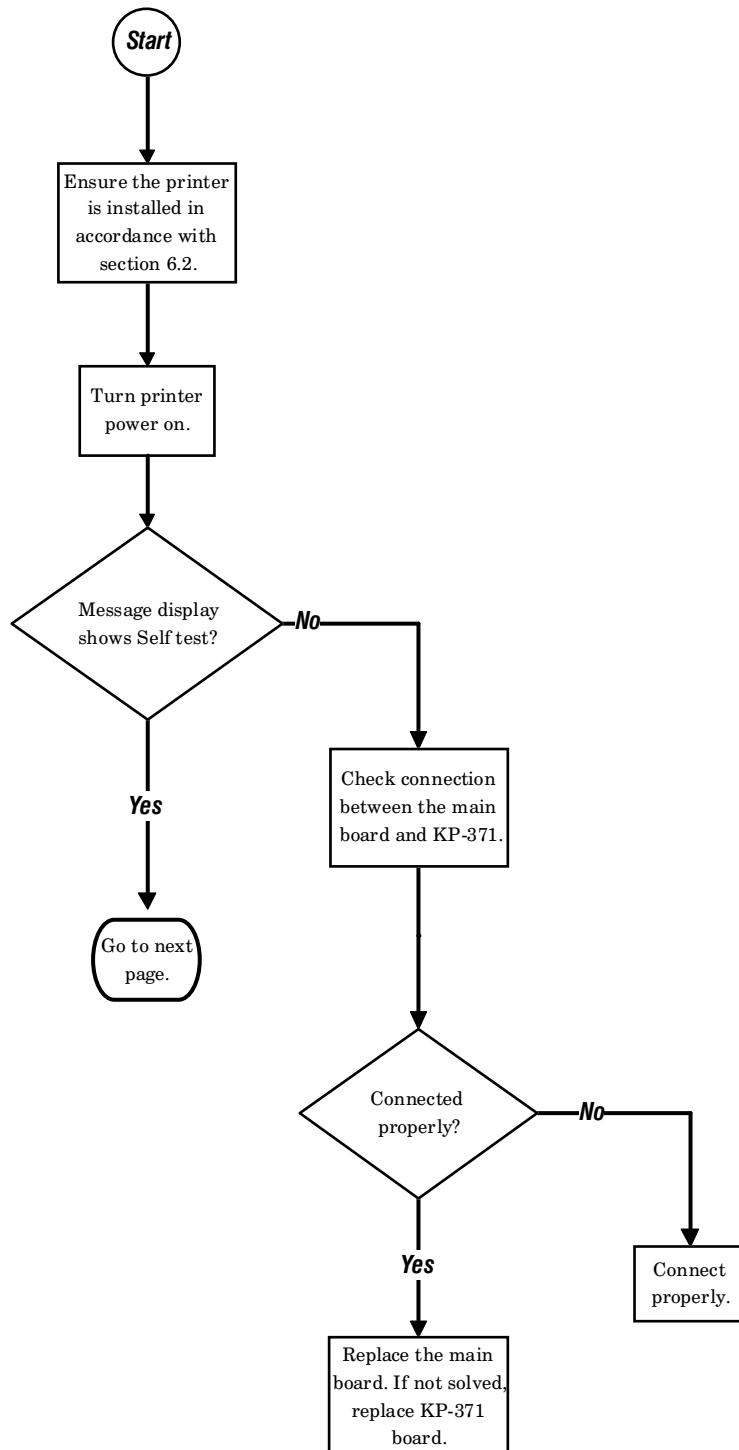 Start
Ensure the printer
is installed in
accordance with
section 6.2.
Turn printer
power on.
Message display
shows Self test?
No
Check connection
between the main
board and KP-371.
Yes
Go to next
page.
Connected
properly?
No
Yes
Connect
properly.
Replace the main
board. If not solved,
replace KP-371
board.